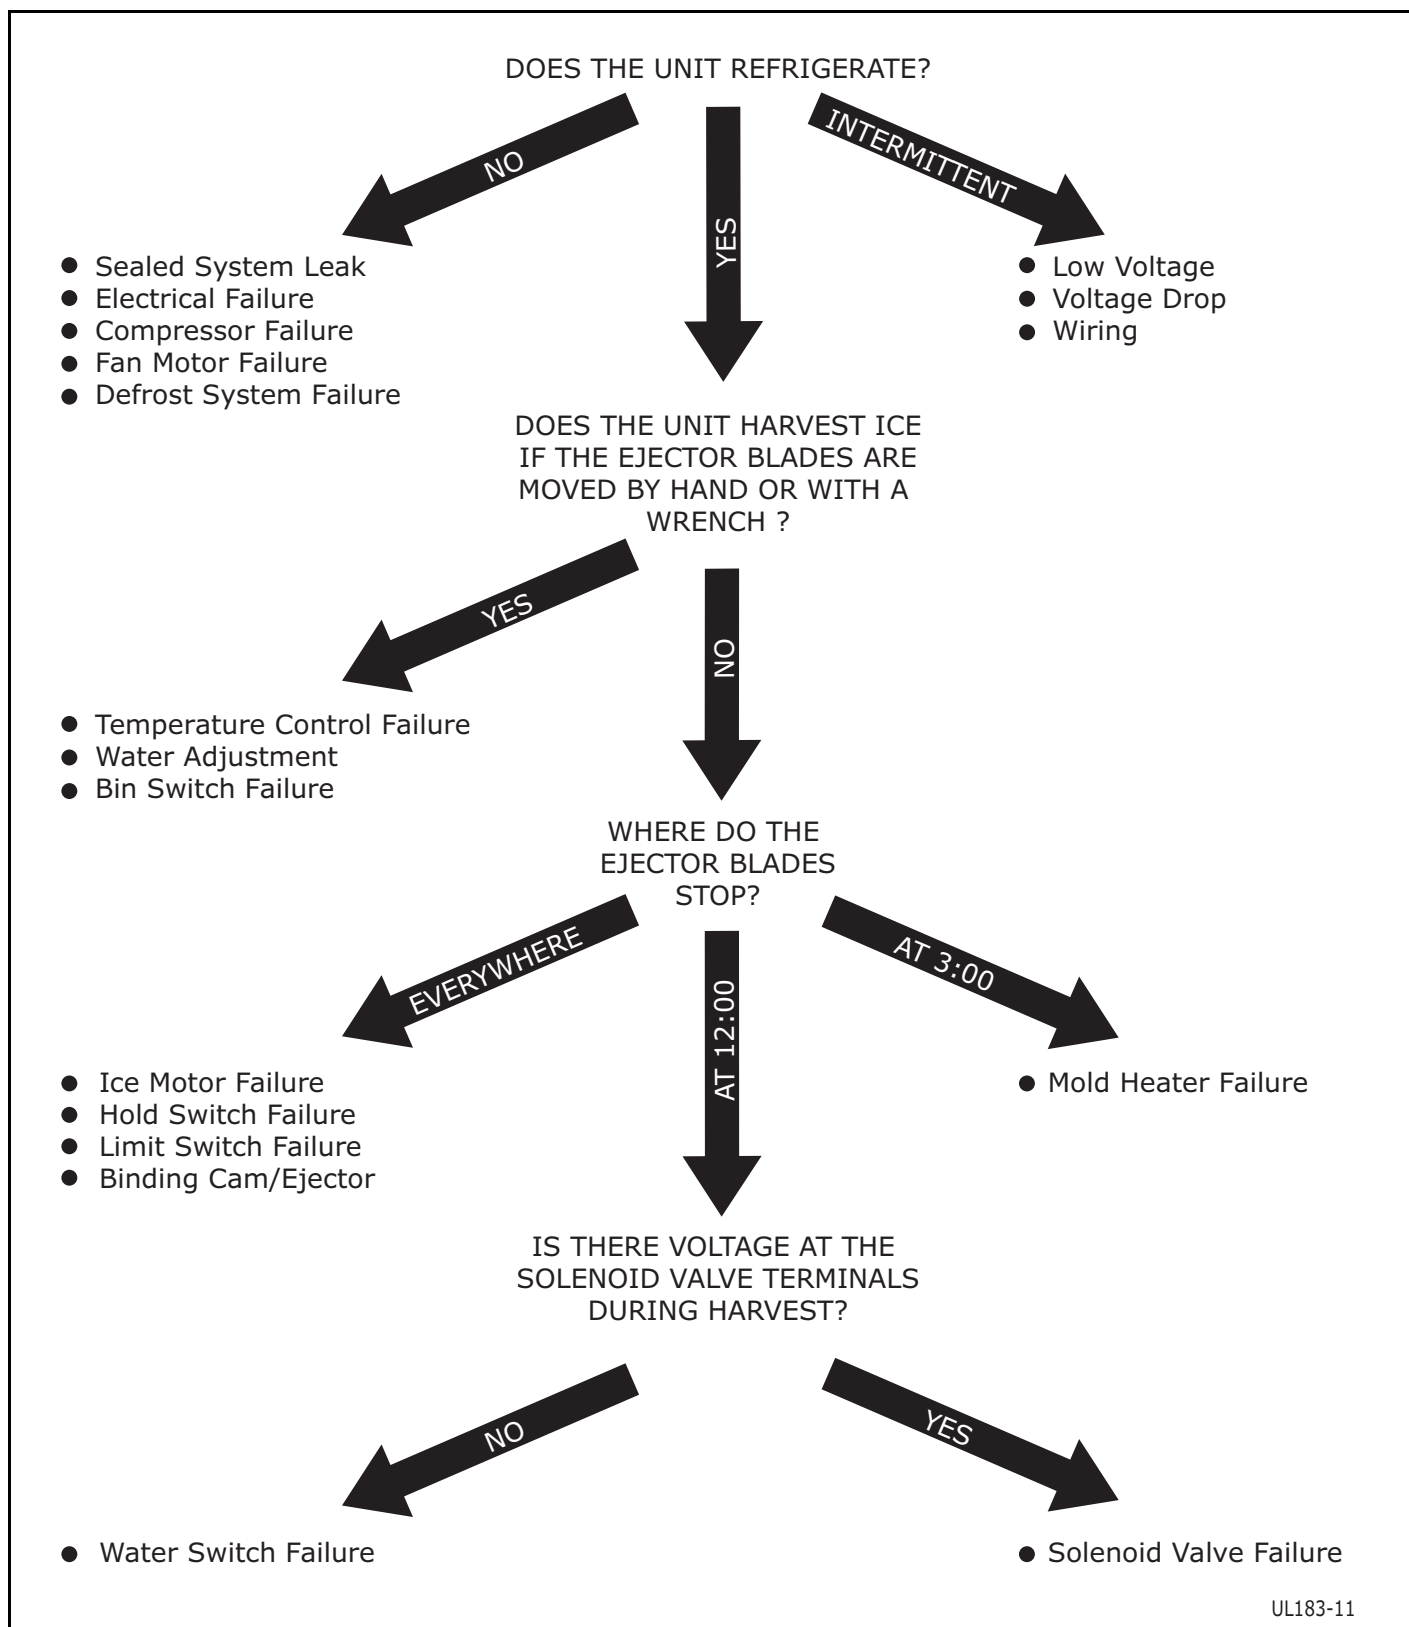 DOES THE UNIT REFRIGERATE?
NO
YES
INTERMITTENT
● Sealed System Leak
● Electrical Failure
● Compressor Failure
● Fan Motor Failure
● Defrost System Failure
● Low Voltage
● Voltage Drop
● Wiring
DOES THE UNIT HARVEST ICE
IF THE EJECTOR BLADES ARE
MOVED BY HAND OR WITH A
WRENCH ?
YES
NO
● Temperature Control Failure
● Water Adjustment
● Bin Switch Failure
WHERE DO THE
EJECTOR BLADES
STOP?
EVERYWHERE
AT 12:00
AT 3:00
● Ice Motor Failure
● Hold Switch Failure
● Limit Switch Failure
● Binding Cam/Ejector
● Mold Heater Failure
IS THERE VOLTAGE AT THE
SOLENOID VALVE TERMINALS
DURING HARVEST?
NO
YES
● Water Switch Failure
● Solenoid Valve Failure
UL183-11